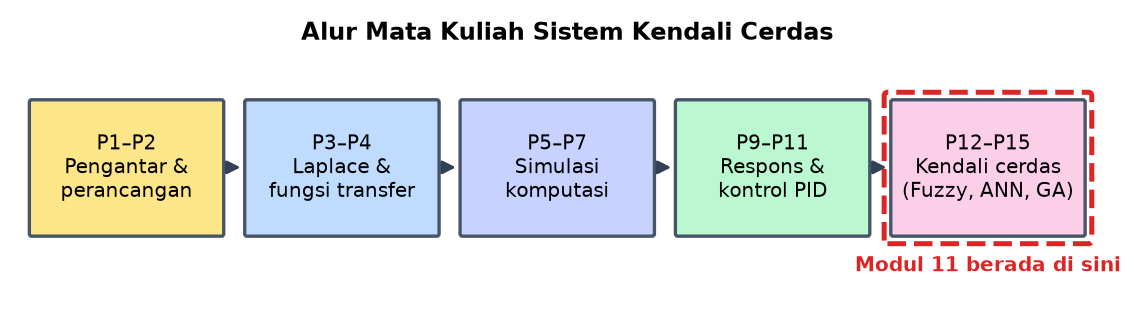 Alur Mata Kuliah Sistem Kendali Cerdas
P1–P2
Pengantar &
perancangan
P3–P4
Laplace &
fungsi transfer
P5–P7
Simulasi
komputasi
P9–P11
Respons &
kontrol PID
P12–P15
Kendali cerdas
(Fuzzy, ANN, GA)
Modul 11 berada di sini